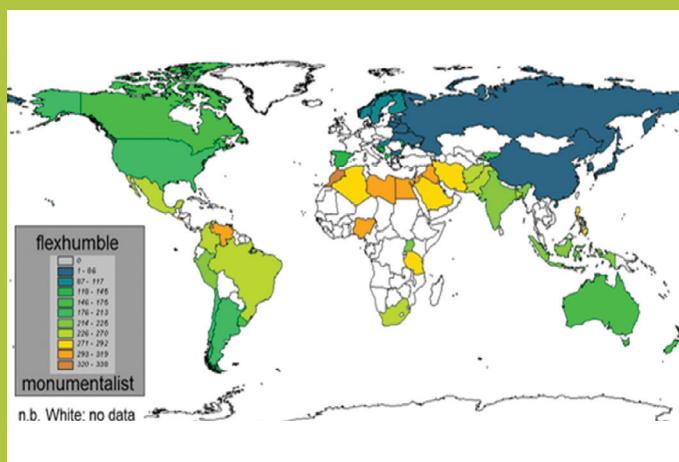 flexhumble
0
1 - 86
87 - 117
118 - 145
146 - 175
176 - 213
214 - 225
226 - 270
271 - 292
293 - 319
320 - 338
monumentalist
n.b. White: no data